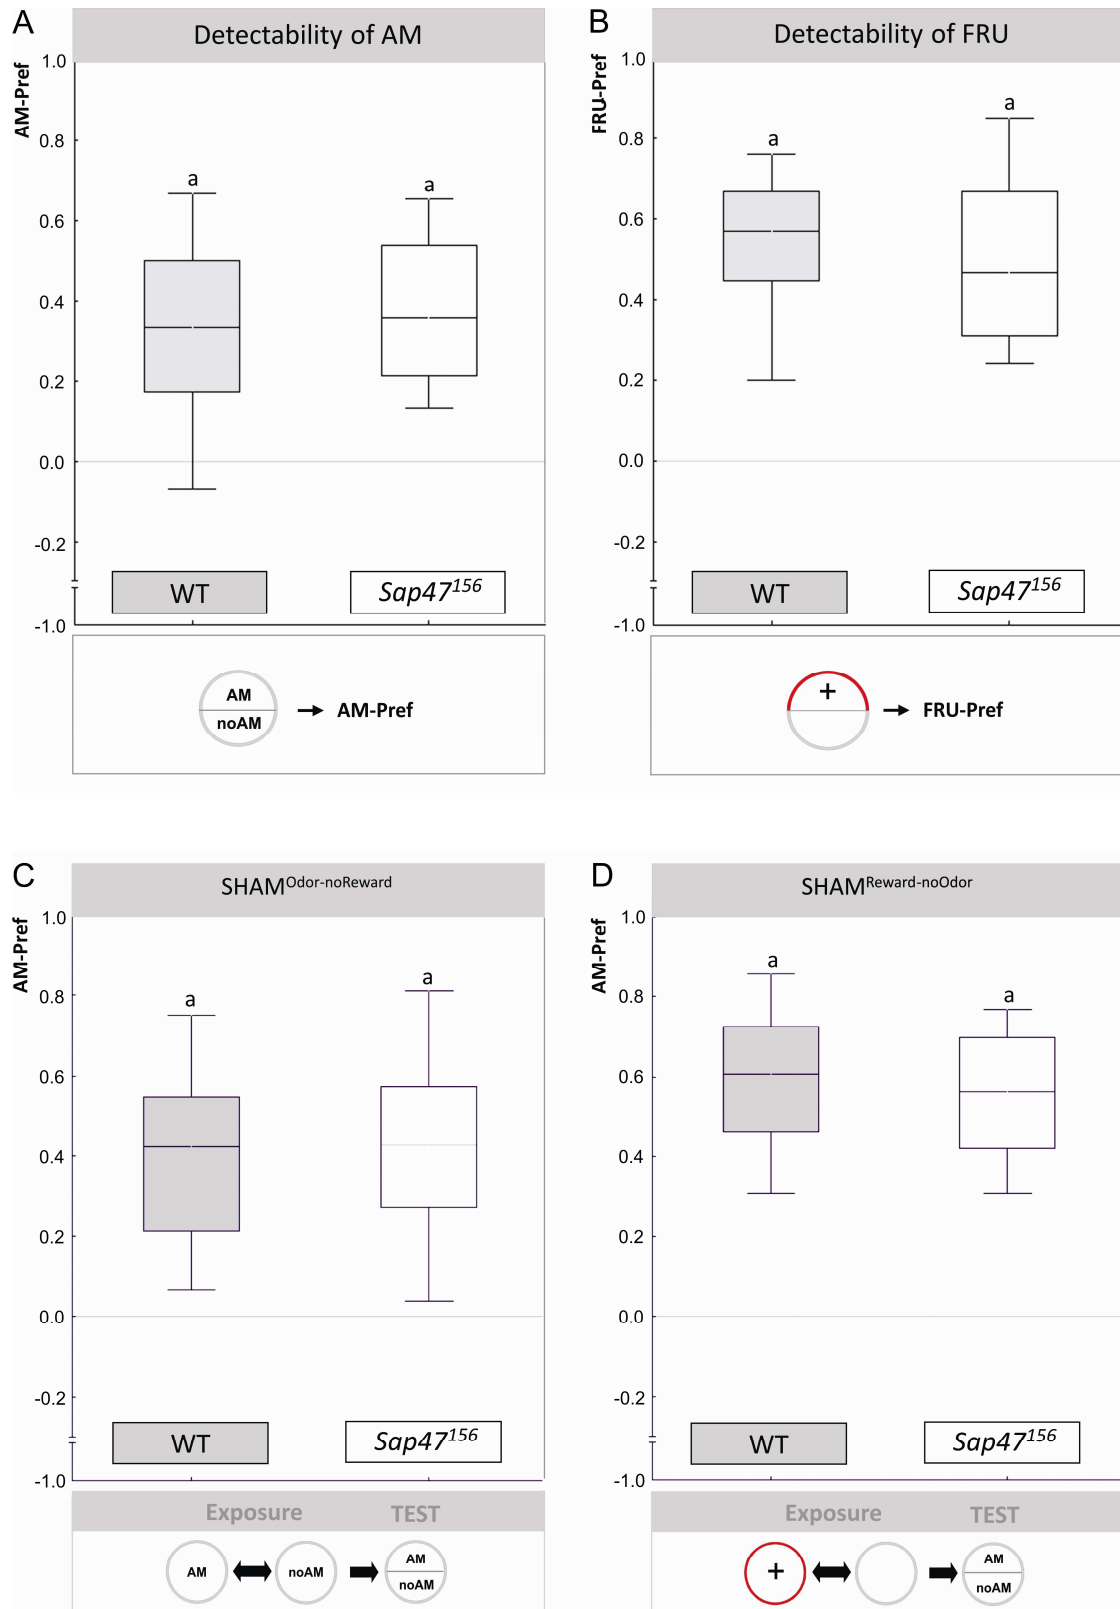 A
Detectability of AM
AM-Pref
1.0
0.8
0.6
0.4
0.2
0.0
-0.2
-1.0
a
a
WT
Sap47¹⁵⁶
AM
noAM
AM-Pref
B
Detectability of FRU
FRU-Pref
1.0
0.8
0.6
0.4
0.2
0.0
-0.2
-1.0
a
a
WT
Sap47¹⁵⁶
+
FRU-Pref
C
SHAM^Odor-noReward
AM-Pref
1.0
0.8
0.6
0.4
0.2
0.0
-0.2
-1.0
a
a
WT
Sap47¹⁵⁶
Exposure TEST
AM
noAM
AM
noAM
D
SHAM^Reward-noOdor
AM-Pref
1.0
0.8
0.6
0.4
0.2
0.0
-0.2
-1.0
a
a
WT
Sap47¹⁵⁶
Exposure TEST
+
AM
noAM